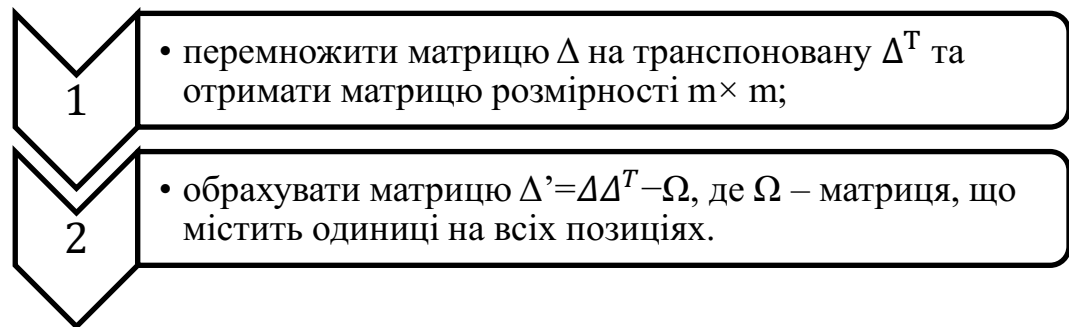 1
• перемножити матрицю Δ на транспоновану Δᵀ та
отримати матрицю розмірності m× m;
2
• обрахувати матрицю Δ’=ΔΔᵀ−Ω, де Ω – матриця, що
містить одиниці на всіх позиціях.